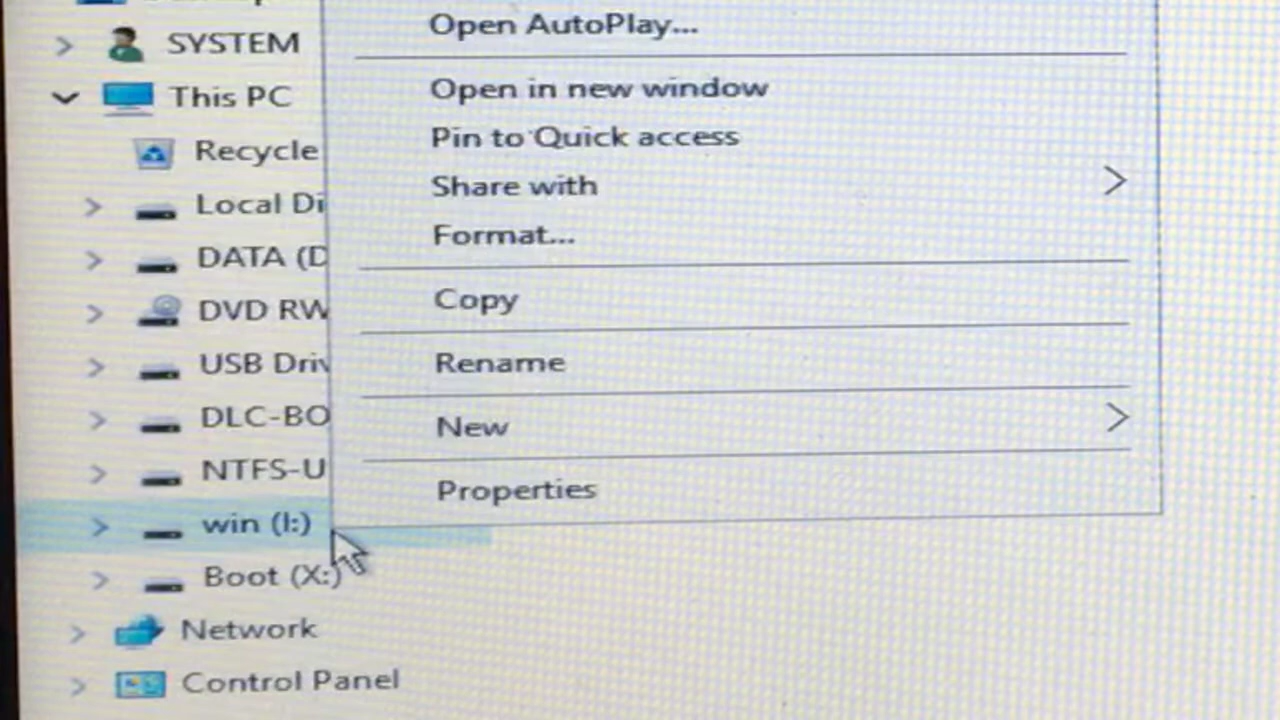 SYSTEM
This PC
Recycle
Local Di
DATA (D
DVD RW
USB Driv
DLC-BO
NTFS-U
win (I:)
Boot (X:)
Network
Control Panel
Open AutoPlay...
Open in new window
Pin to Quick access
Share with
Format...
Copy
Rename
New
Properties